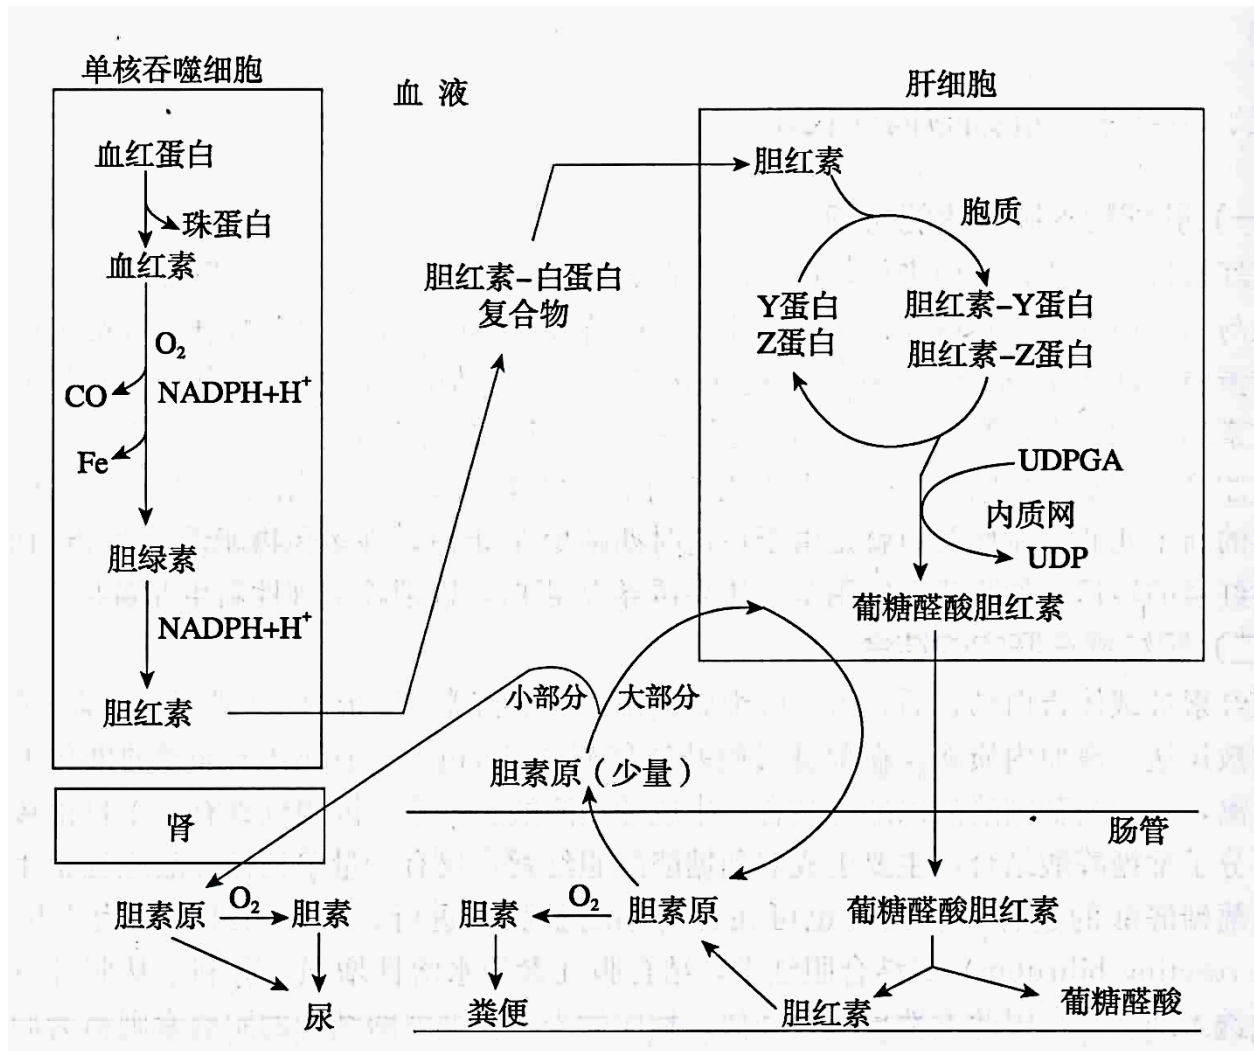 单核吞噬细胞
血 液
肝细胞
血红蛋白
珠蛋白
血红素
O₂
CO
NADPH+H⁺
Fe
胆绿素
NADPH+H⁺
胆红素
胆红素-白蛋白
复合物
胆红素
胞质
Y蛋白
Z蛋白
胆红素-Y蛋白
胆红素-Z蛋白
UDPGA
内质网
UDP
葡糖醛酸胆红素
小部分
大部分
胆素原（少量）
肾
肠管
胆素原
O₂
胆素
尿
胆素
O₂
胆素原
粪便
葡糖醛酸胆红素
胆红素
葡糖醛酸